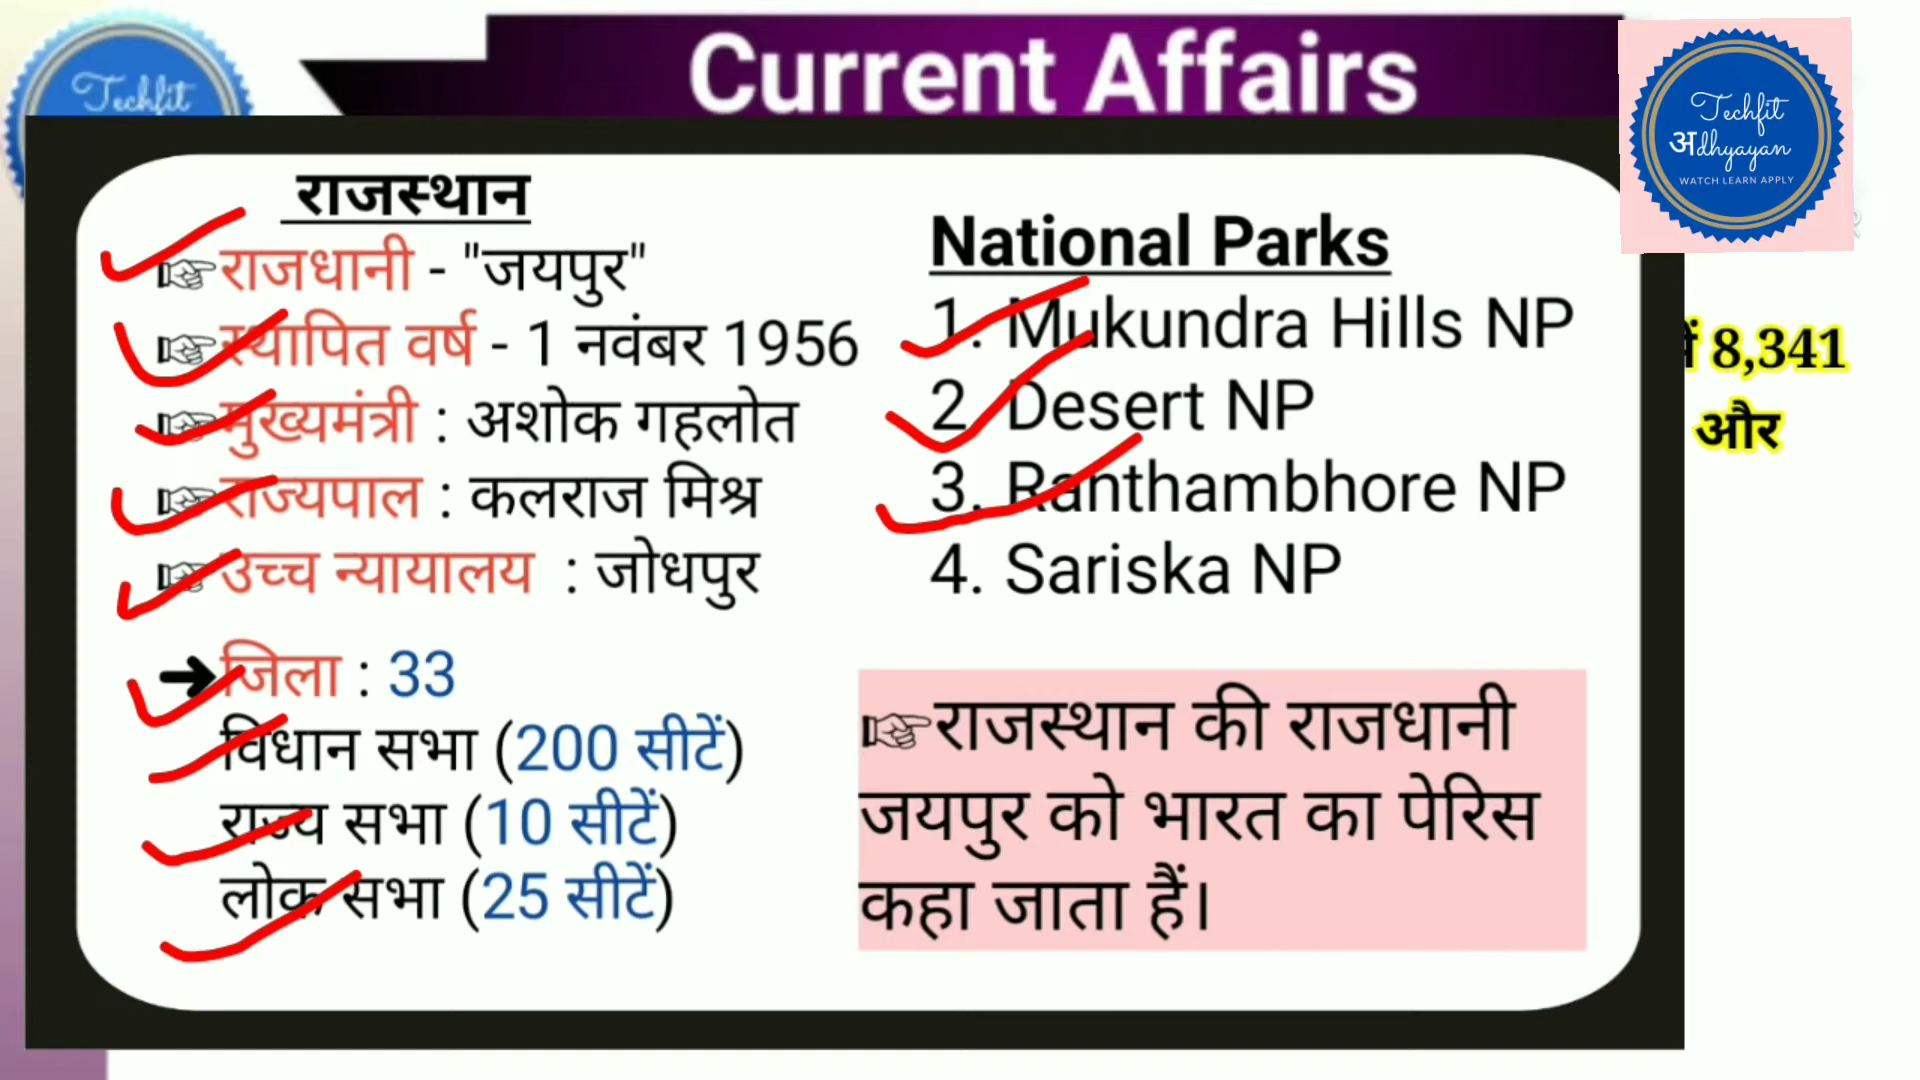 Current Affairs
Techfit
Techfit
अdhyayan
WATCH LEARN APPLY
राजस्थान
राजधानी - "जयपुर"
स्थापित वर्ष - 1 नवंबर 1956
मुख्यमंत्री : अशोक गहलोत
राज्यपाल : कलराज मिश्र
उच्च न्यायालय : जोधपुर
जिला : 33
विधान सभा (200 सीटें)
राज्य सभा (10 सीटें)
लोक सभा (25 सीटें)
National Parks
1. Mukundra Hills NP
2. Desert NP
3. Ranthambhore NP
4. Sariska NP
राजस्थान की राजधानी
जयपुर को भारत का पेरिस
कहा जाता हैं।
8,341
और